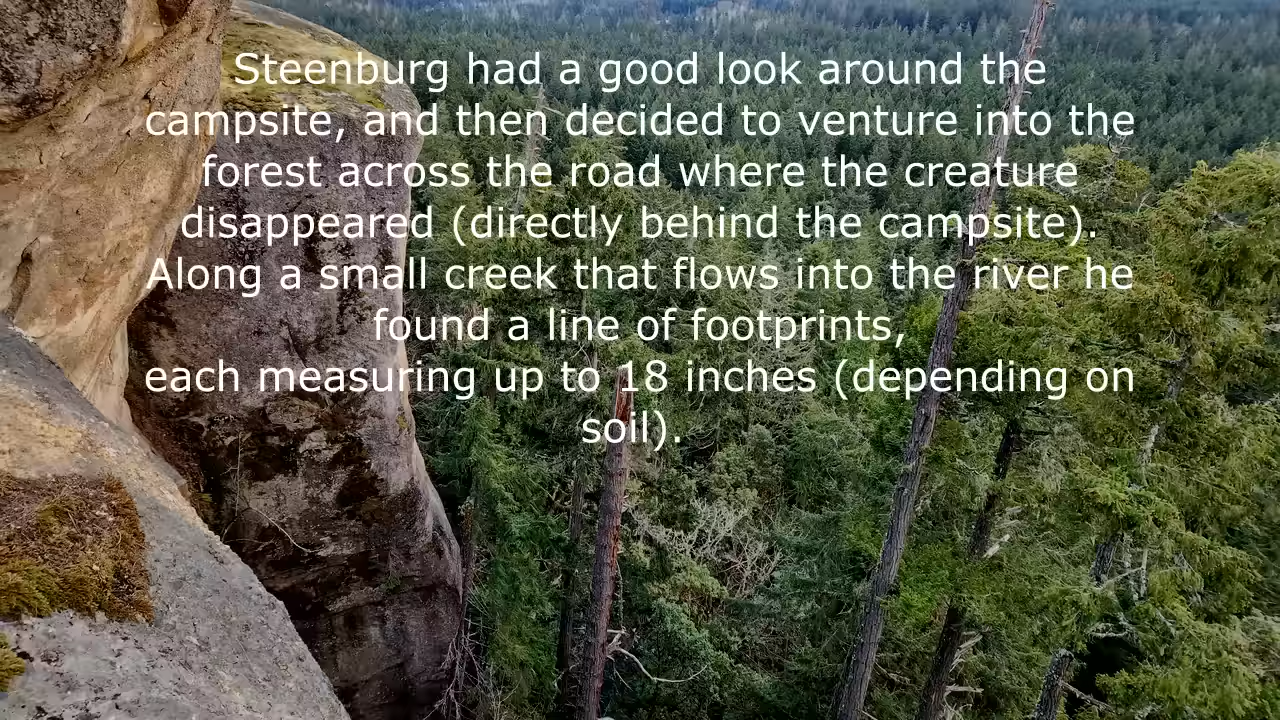 Steenburg had a good look around the
campsite, and then decided to venture into the
forest across the road where the creature
disappeared (directly behind the campsite).
Along a small creek that flows into the river he
found a line of footprints,
each measuring up to 18 inches (depending on
soil).